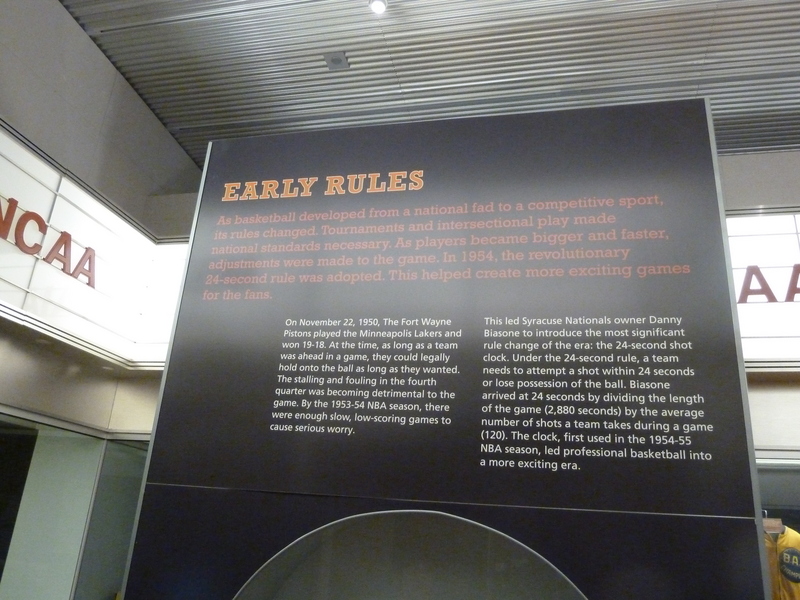 NCAA
EARLY RULES
As basketball developed from a national fad to a competitive sport,
its rules changed. Tournaments and intersectional play made
national standards necessary. As players became bigger and faster,
adjustments were made to the game. In 1954, the revolutionary
24-second rule was adopted. This helped create more exciting games
for the fans.
On November 22, 1950, The Fort Wayne
Pistons played the Minneapolis Lakers and
won 19-18. At the time, as long as a team
was ahead in a game, they could legally
hold onto the ball as long as they wanted.
The stalling and fouling in the fourth
quarter was becoming detrimental to the
game. By the 1953-54 NBA season, there
were enough slow, low-scoring games to
cause serious worry.
This led Syracuse Nationals owner Danny
Biasone to introduce the most significant
rule change of the era: the 24-second shot
clock. Under the 24-second rule, a team
needs to attempt a shot within 24 seconds
or lose possession of the ball. Biasone
arrived at 24 seconds by dividing the length
of the game (2,880 seconds) by the average
number of shots a team takes during a game
(120). The clock, first used in the 1954-55
NBA season, led professional basketball into
a more exciting era.
AA
BA